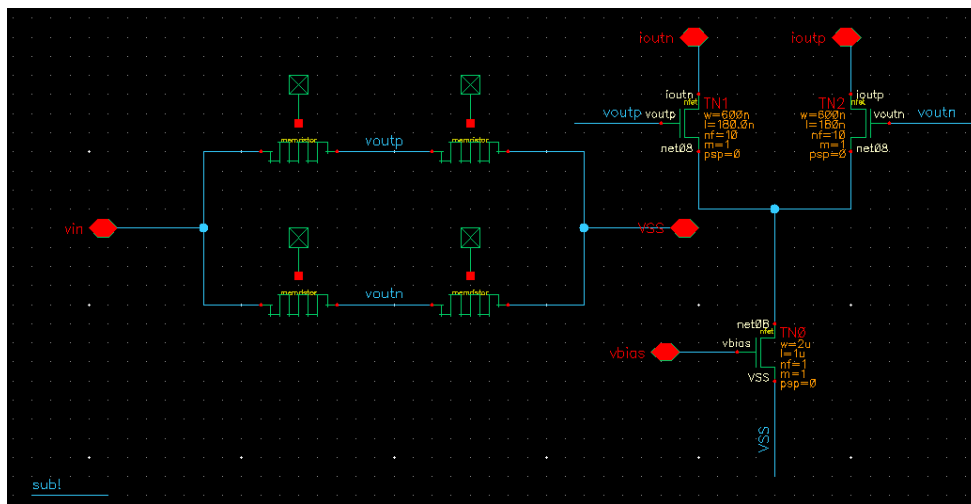 ioutn
ioutp
ioutn
nfet
TN1
w=600n
l=180.0n
nf=10
m=1
psp=0
voutp
voutp
net08
ioutp
nfet
TN2
w=600n
l=180n
nf=10
m=1
psp=0
voutn
voutn
net08
memristor
voutp
memristor
vin
VSS
memristor
voutn
memristor
net08
nfet
TN0
w=2u
l=1u
nf=1
m=1
psp=0
vbias
vbias
VSS
VSS
sub!